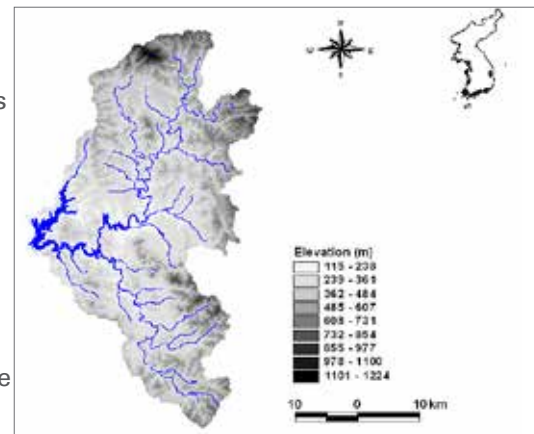 s
N
W E
S
Elevation (m)
115 - 238
239 - 361
362 - 484
485 - 607
608 - 731
732 - 854
855 - 977
978 - 1100
1101 - 1224
e
10 0 10 km